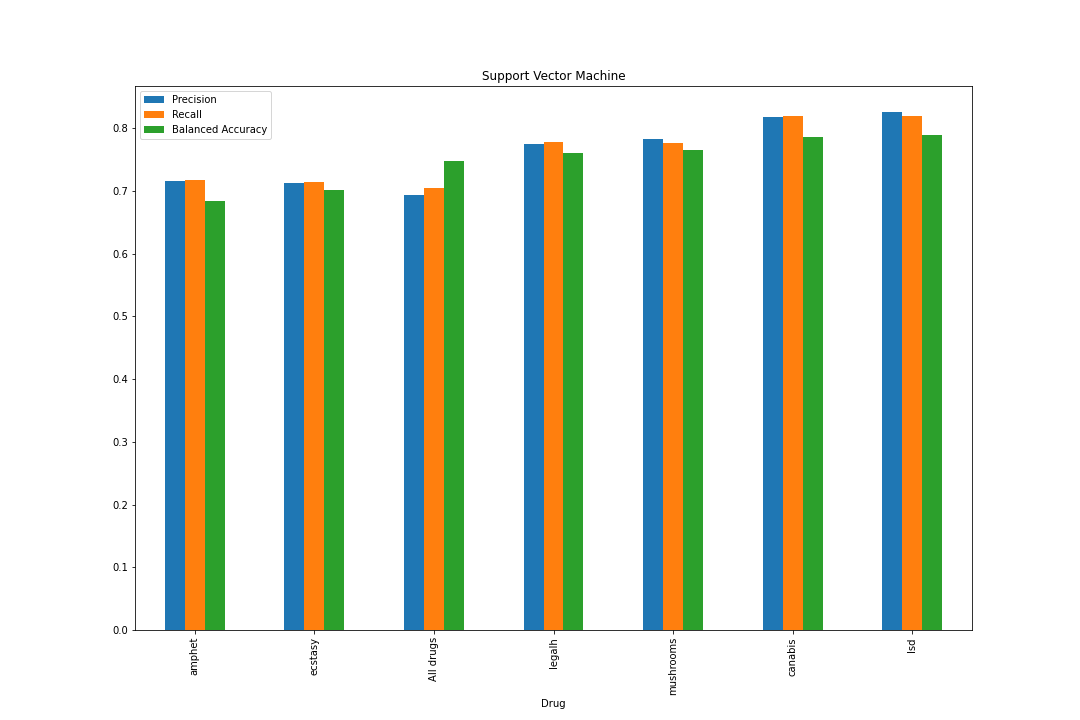 Support Vector Machine
Precision
Recall
Balanced Accuracy
0.8
0.7
0.6
0.5
0.4
0.3
0.2
0.1
0.0
amphet
ecstasy
All drugs
legalh
mushrooms
canabis
lsd
Drug